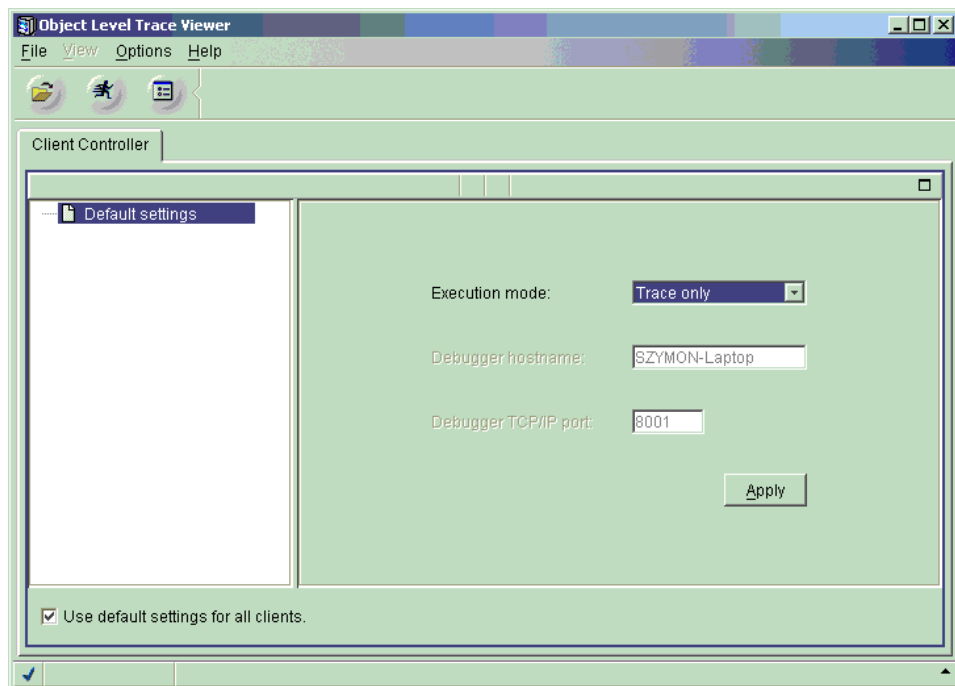 Object Level Trace Viewer
File View Options Help
Client Controller
Default settings
Execution mode: Trace only
Debugger hostname: SZYMON-Laptop
Debugger TCP/IP port: 8001
Apply
Use default settings for all clients.